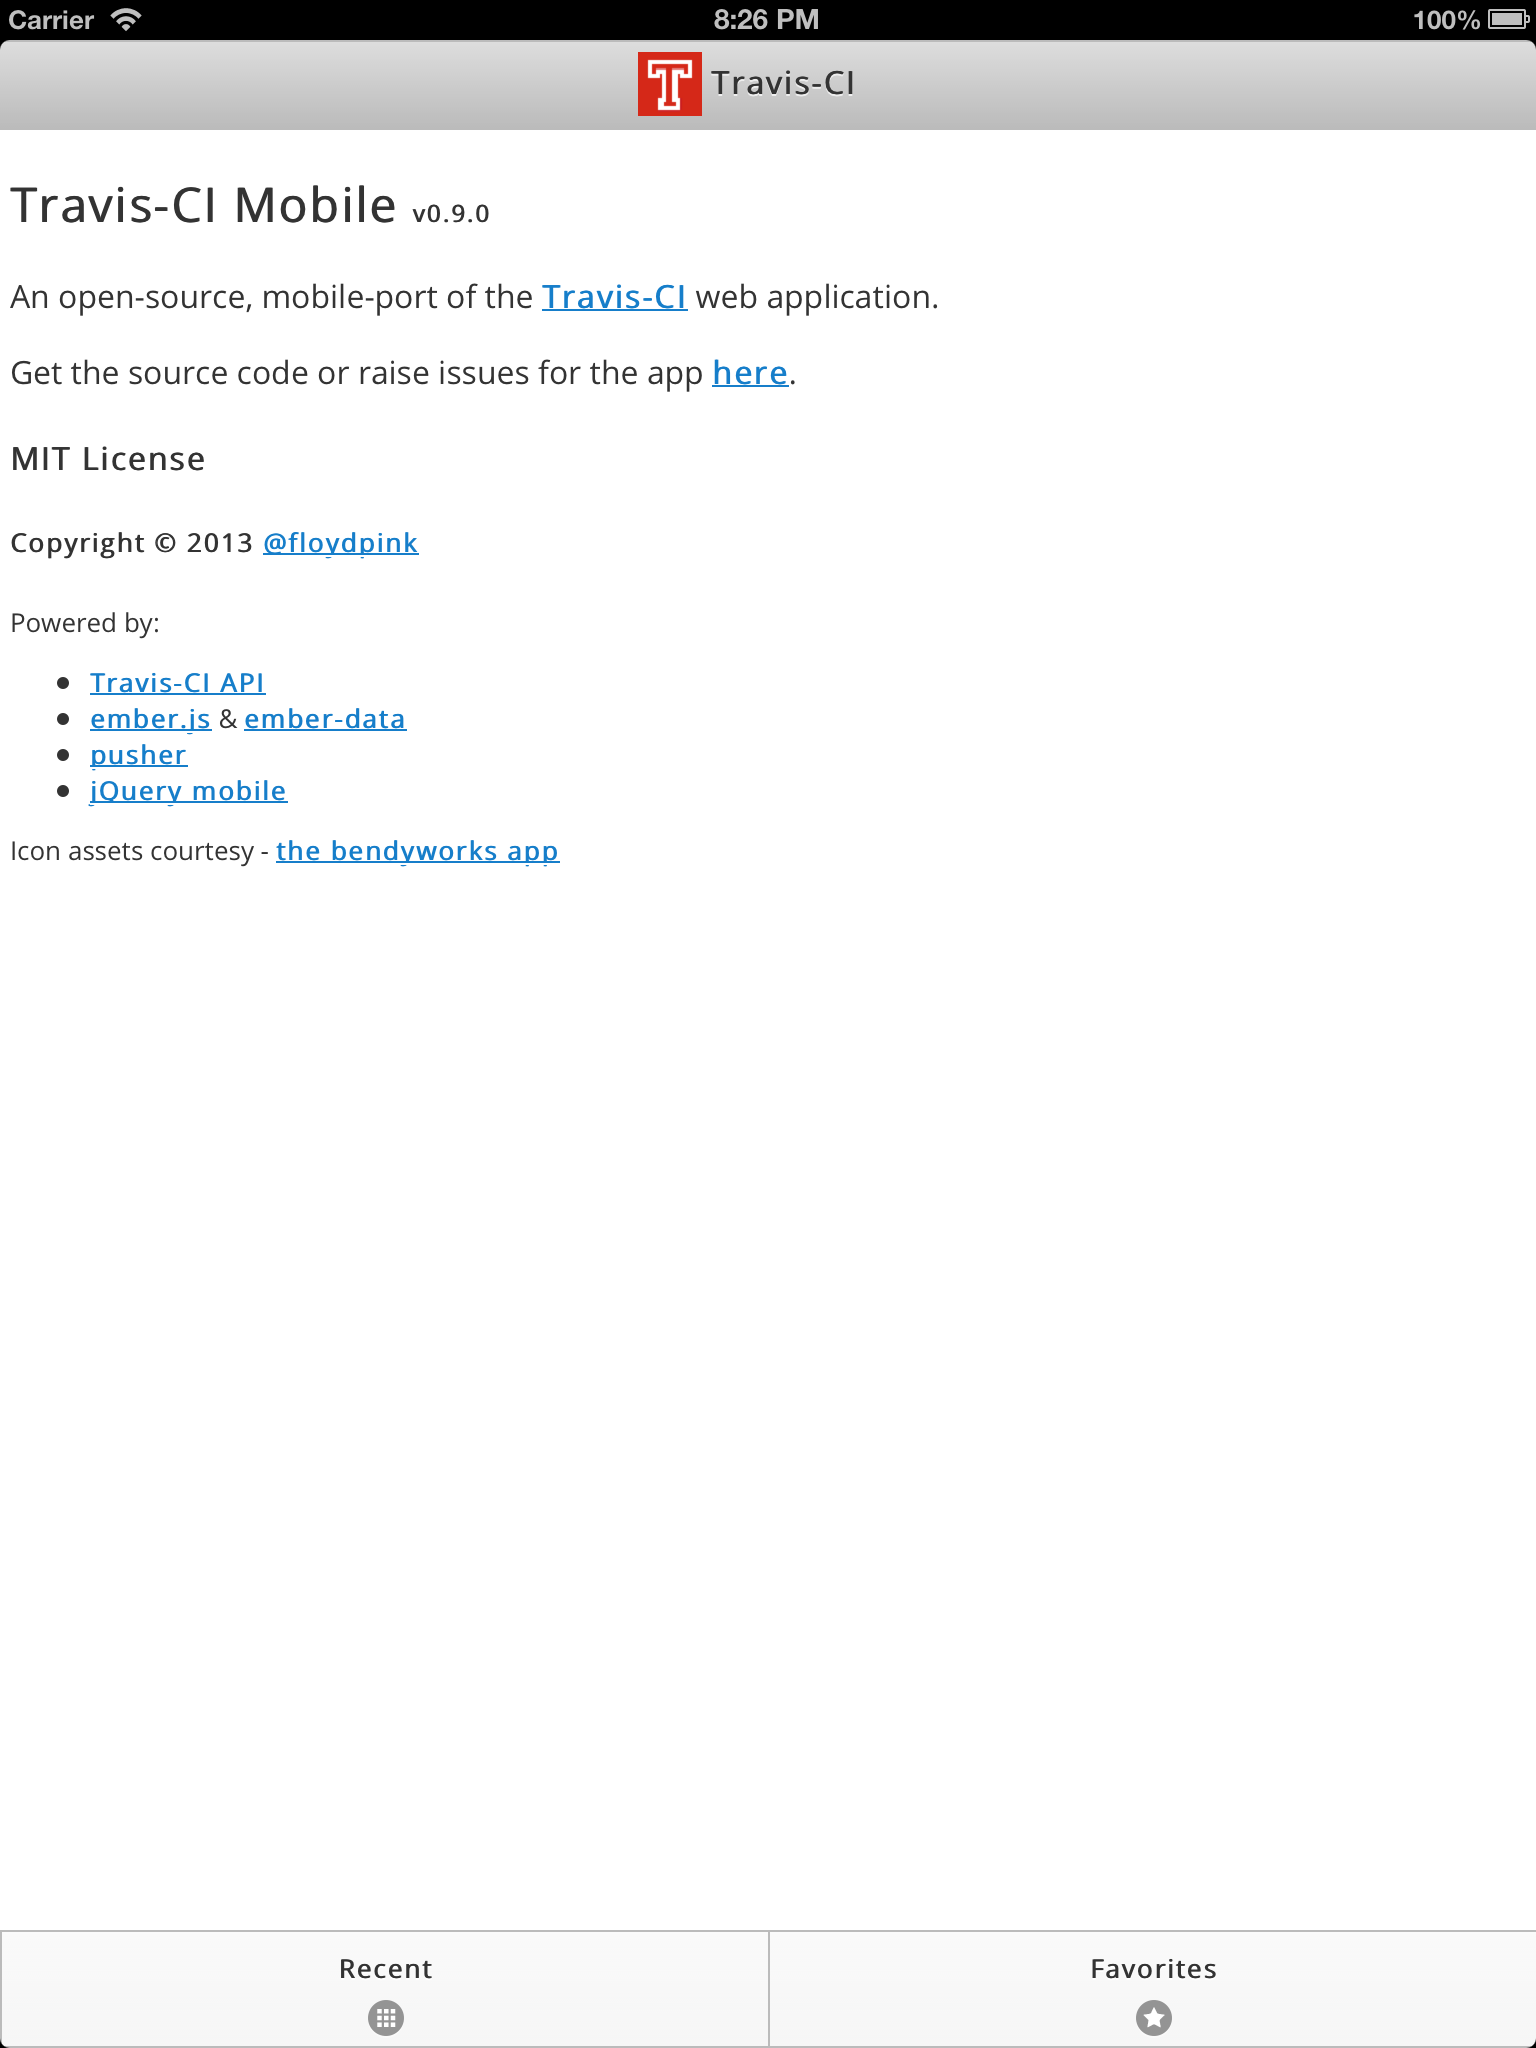 Carrier 8:26 PM 100%
T Travis-CI
Travis-CI Mobile v0.9.0
An open-source, mobile-port of the Travis-CI web application.
Get the source code or raise issues for the app here.
MIT License
Copyright © 2013 @floydpink
Powered by:
Travis-CI API
ember.js & ember-data
pusher
jQuery mobile
Icon assets courtesy - the bendyworks app
Recent Favorites